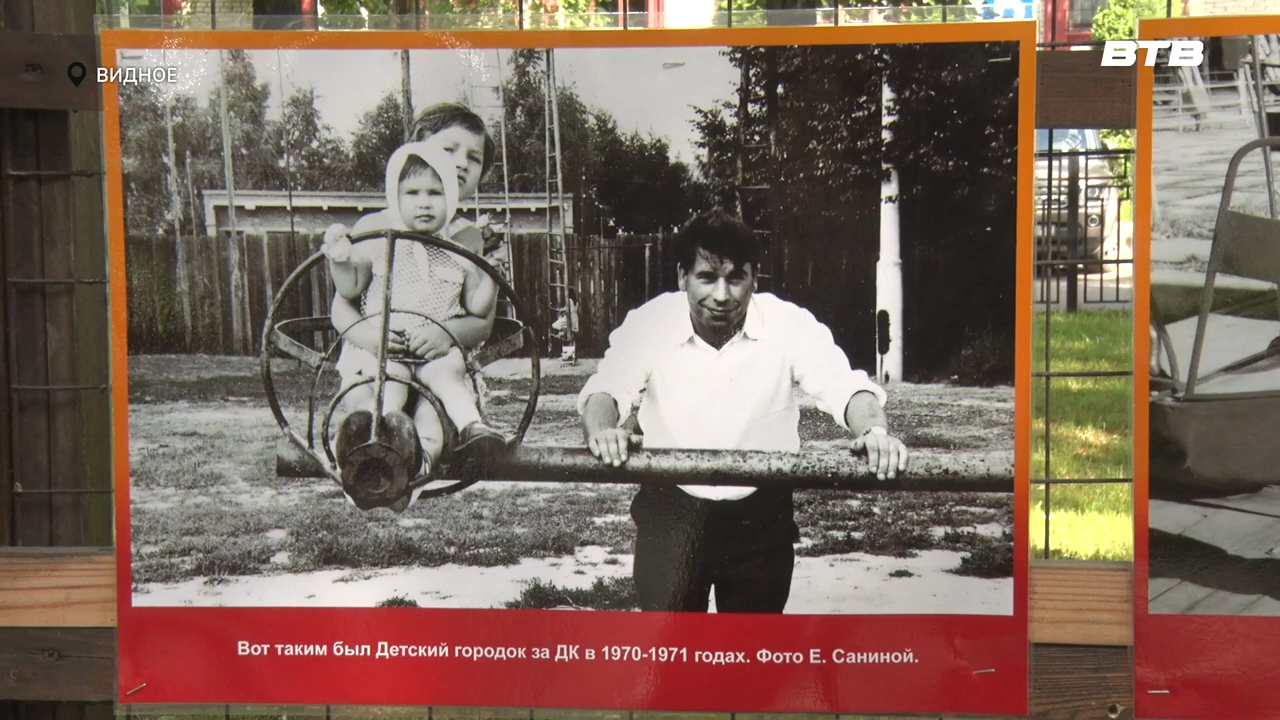 ВИДНОЕ
ВТВ
Вот таким был Детский городок за ДК в 1970-1971 годах. Фото Е. Саниной.